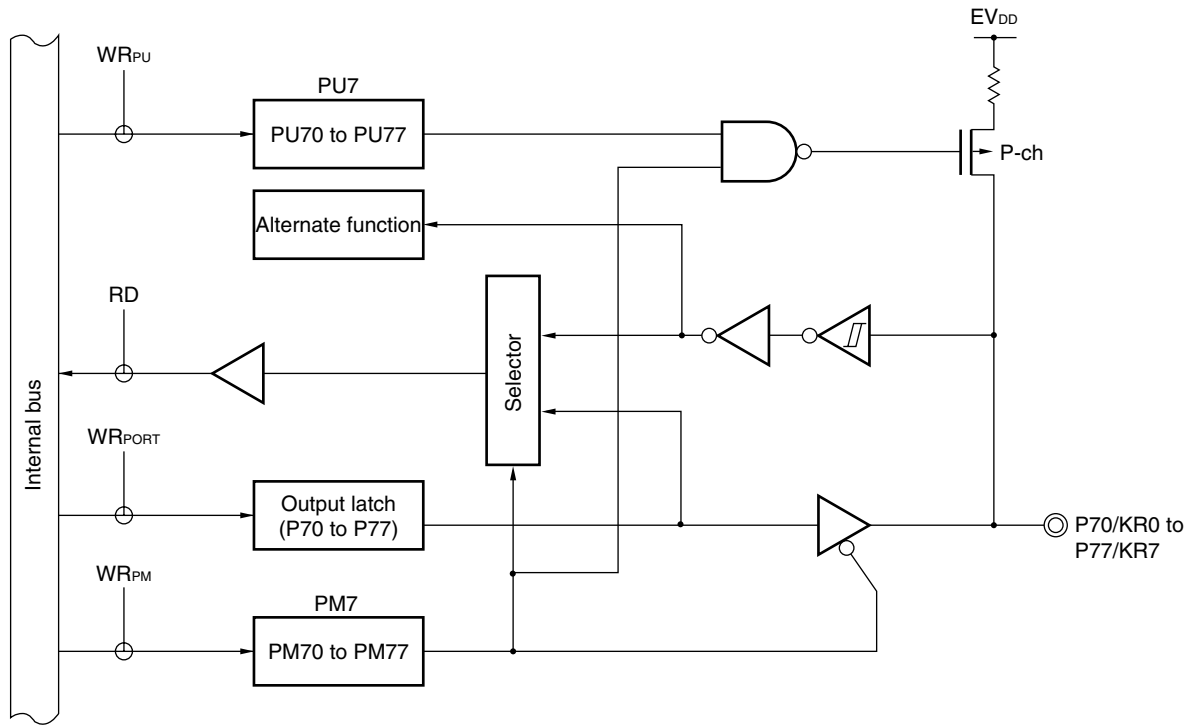 EVDD
WRPU
PU7
PU70 to PU77
P-ch
Alternate function
RD
Selector
Internal bus
WRPORT
Output latch
(P70 to P77)
P70/KR0 to
P77/KR7
WRPM
PM7
PM70 to PM77